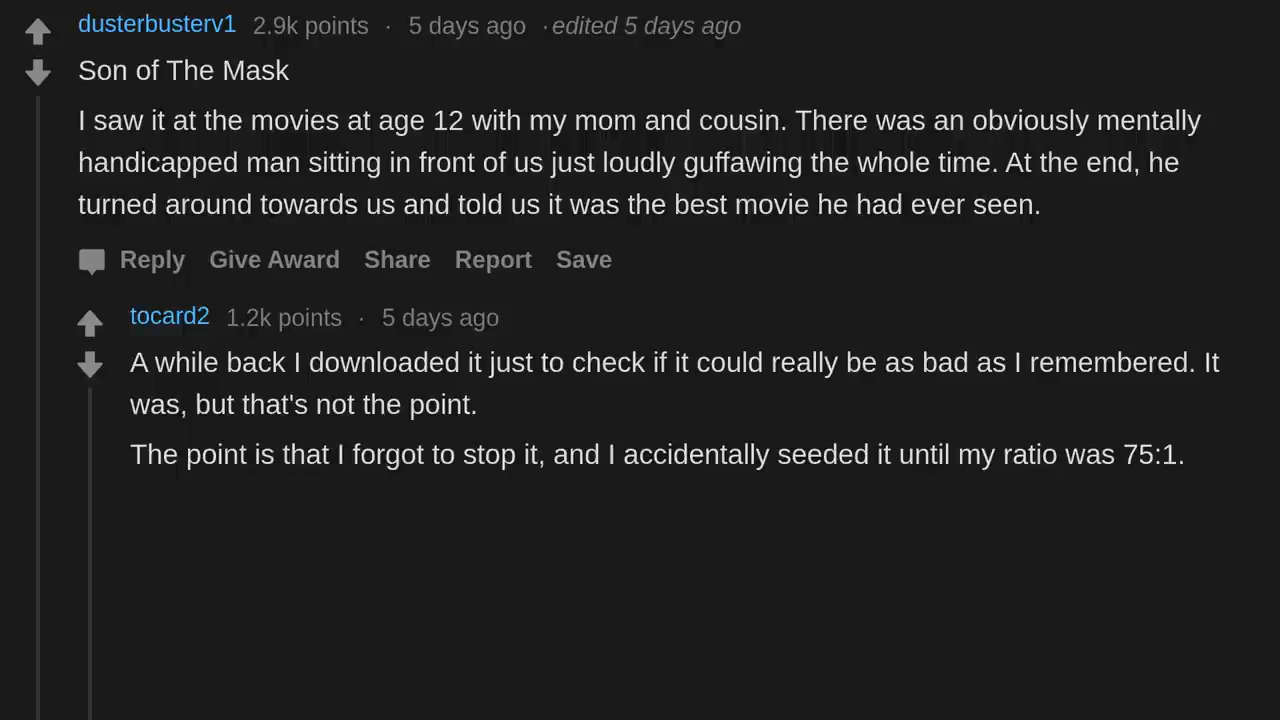 dusterbusterv1 2.9k points · 5 days ago · edited 5 days ago
Son of The Mask
I saw it at the movies at age 12 with my mom and cousin. There was an obviously mentally
handicapped man sitting in front of us just loudly guffawing the whole time. At the end, he
turned around towards us and told us it was the best movie he had ever seen.
Reply Give Award Share Report Save
tocard2 1.2k points · 5 days ago
A while back I downloaded it just to check if it could really be as bad as I remembered. It
was, but that's not the point.
The point is that I forgot to stop it, and I accidentally seeded it until my ratio was 75:1.